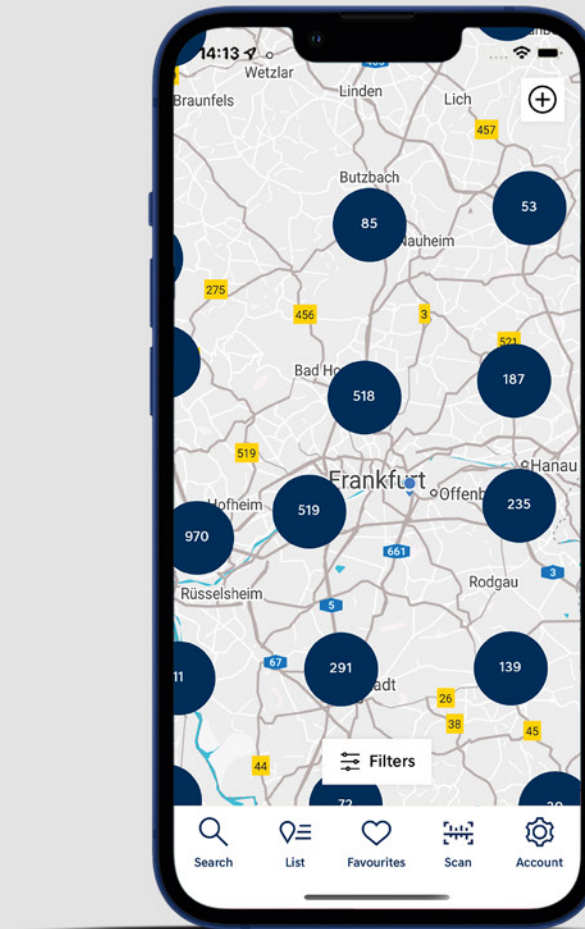 14:13
Wetzlar
Braunfels
Linden
Lich
457
Butzbach
85
53
Nauheim
275
456
3
521
Bad Ho
518
187
519
Hanau
Frankfurt
Offenb
Hofheim
519
235
970
661
3
Rodgau
Rüsselsheim
5
67
291
139
11
adt
26
38
45
44
Filters
72
Search
List
Favourites
Scan
Account